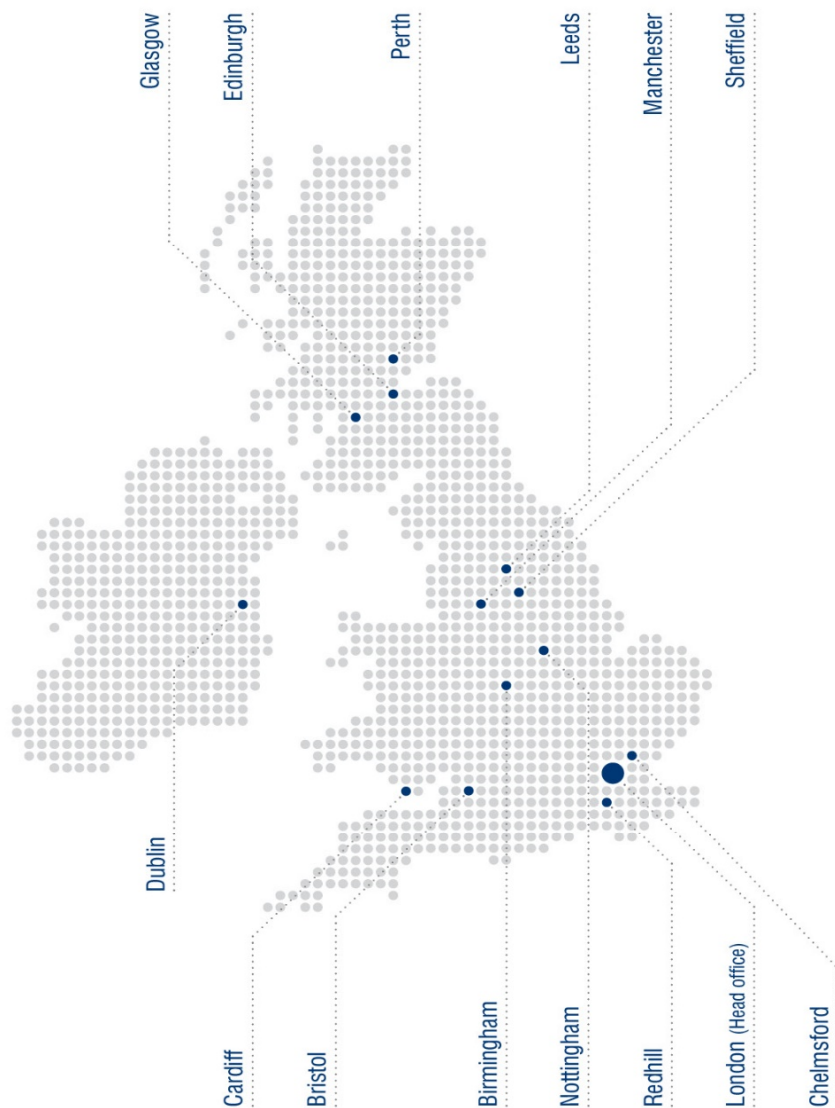 Glasgow
Edinburgh
Perth
Leeds
Manchester
Sheffield
Dublin
Cardiff
Bristol
Birmingham
Nottingham
Redhill
London (Head office)
Chelmsford